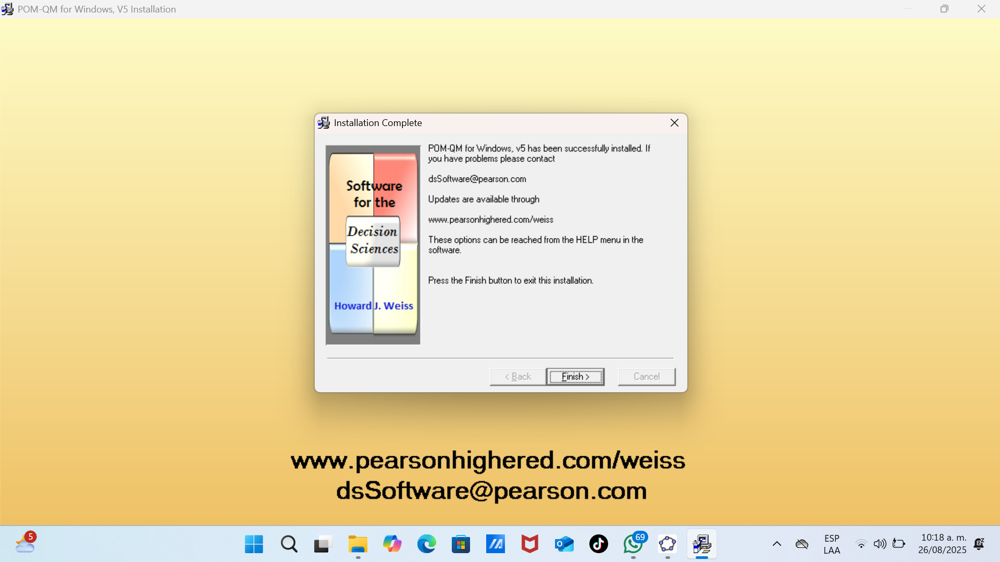 POM-QM for Windows, V5 Installation
Installation Complete
Software
for the
Decision
Sciences
Howard J. Weiss
POM-QM for Windows, v5 has been successfully installed. If
you have problems please contact
dsSoftware@pearson.com
Updates are available through
www.pearsonhighered.com/weiss
These options can be reached from the HELP menu in the
software.
Press the Finish button to exit this installation.
< Back
Finish >
Cancel
www.pearsonhighered.com/weiss
dsSoftware@pearson.com
5
69
ESP
LAA
10:18 a. m.
26/08/2025